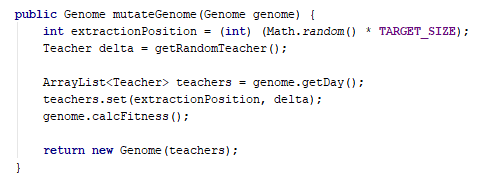 public Genome mutateGenome(Genome genome) {
    int extractionPosition = (int) (Math.random() * TARGET_SIZE);
    Teacher delta = getRandomTeacher();

    ArrayList<Teacher> teachers = genome.getDay();
    teachers.set(extractionPosition, delta);
    genome.calcFitness();

    return new Genome(teachers);
}